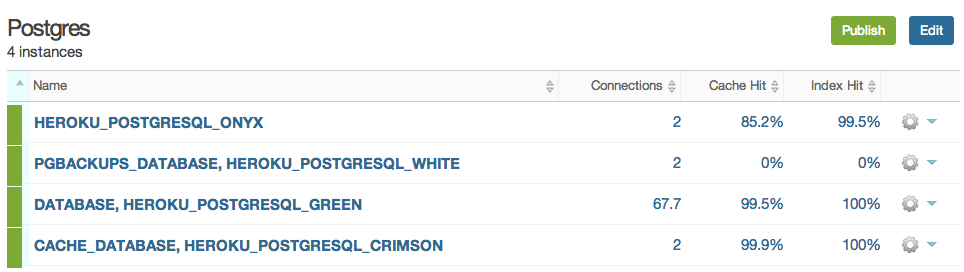 Postgres
4 instances
Publish Edit
Name Connections Cache Hit Index Hit
HEROKU_POSTGRESQL_ONYX 2 85.2% 99.5%
PGBACKUPS_DATABASE, HEROKU_POSTGRESQL_WHITE 2 0% 0%
DATABASE, HEROKU_POSTGRESQL_GREEN 67.7 99.5% 100%
CACHE_DATABASE, HEROKU_POSTGRESQL_CRIMSON 2 99.9% 100%